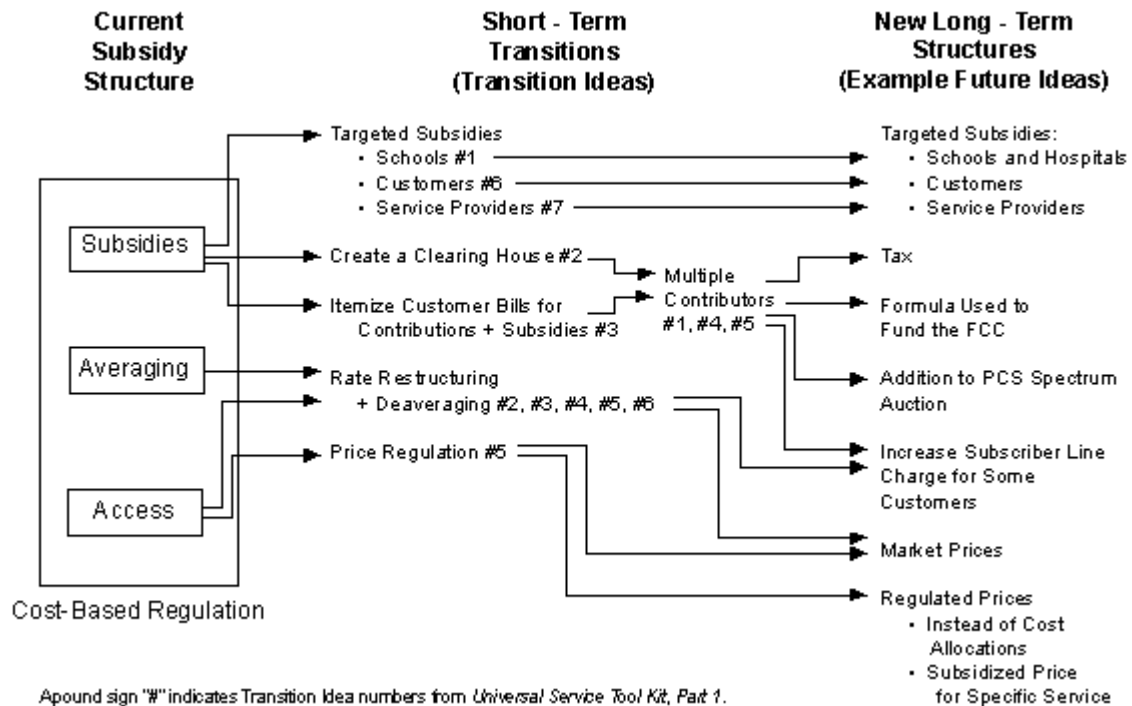 Current
Subsidy
Structure
Short - Term
Transitions
(Transition Ideas)
New Long - Term
Structures
(Example Future Ideas)
Subsidies
Averaging
Access
Cost-Based Regulation
Targeted Subsidies
• Schools #1
• Customers #6
• Service Providers #7
Create a Clearing House #2
Itemize Customer Bills for
Contributions + Subsidies #3
Rate Restructuring
+ Deaveraging #2, #3, #4, #5, #6
Price Regulation #5
Multiple
Contributors
#1, #4, #5
Targeted Subsidies:
• Schools and Hospitals
• Customers
• Service Providers
Tax
Formula Used to
Fund the FCC
Addition to PCS Spectrum
Auction
Increase Subscriber Line
Charge for Some
Customers
Market Prices
Regulated Prices
• Instead of Cost
Allocations
• Subsidized Price
for Specific Service
Apound sign "#" indicates Transition Idea numbers from Universal Service Tool Kit, Part 1.